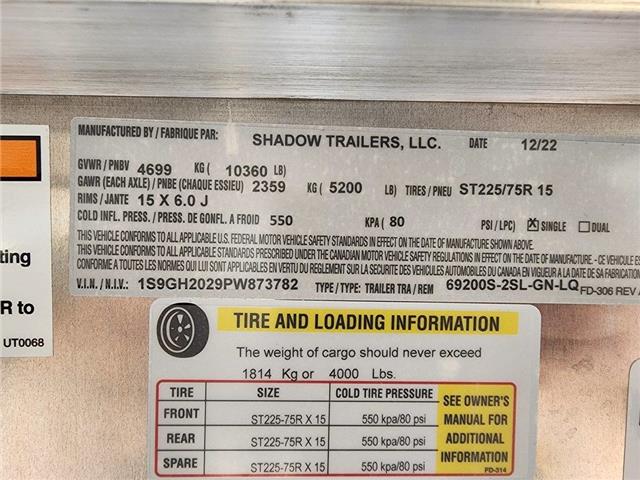 MANUFACTURED BY / FABRIQUE PAR: SHADOW TRAILERS, LLC. DATE 12/22
GVWR / PNBV 4699 KG ( 10360 LB)
GAWR (EACH AXLE) / PNBE (CHAQUE ESSIEU) 2359 KG ( 5200 LB) TIRES / PNEU ST225/75R 15
RIMS / JANTE 15 X 6.0 J
COLD INFL. PRESS. / PRESS. DE GONFL. A FROID 550 KPA ( 80 PSI / LPC) X SINGLE DUAL
THIS VEHICLE CONFORMS TO ALL APPLICABLE U.S. FEDERAL MOTOR VEHICLE SAFETY STANDARDS IN EFFECT ON THE DATE OF MANUFACTURE SHOWN ABOVE.
THIS VEHICLE CONFORMS TO ALL APPLICABLE STANDARDS PRESCRIBED UNDER THE CANADIAN MOTOR VEHICLE SAFETY REGULATIONS IN EFFECT ON THE DATE OF MANUFACTURE - CE VÉHICULE ES
CONFORME A TOUTES LES NORMES QUI LUI SONT APPLICABLES EN VERTU DU RÈGLEMENT SUR LA SÉCURITÉ DES VÉHICULES AUTOMOBILES DU CANADA EN VIGUEUR A LA DATE DE SA FABRICATION
V.I.N. / N.I.V.: 1S9GH2029PW873782 TYPE / TYPE: TRAILER TRA / REM 69200S-2SL-GN-LQ FD-306 REV A
ting
R to
UT0068
TIRE AND LOADING INFORMATION
The weight of cargo should never exceed
1814 Kg or 4000 Lbs.
TIRE SIZE COLD TIRE PRESSURE
FRONT ST225-75R X 15 550 kpa/80 psi
REAR ST225-75R X 15 550 kpa/80 psi
SPARE ST225-75R X 15 550 kpa/80 psi
SEE OWNER'S
MANUAL FOR
ADDITIONAL
INFORMATION
FD-314